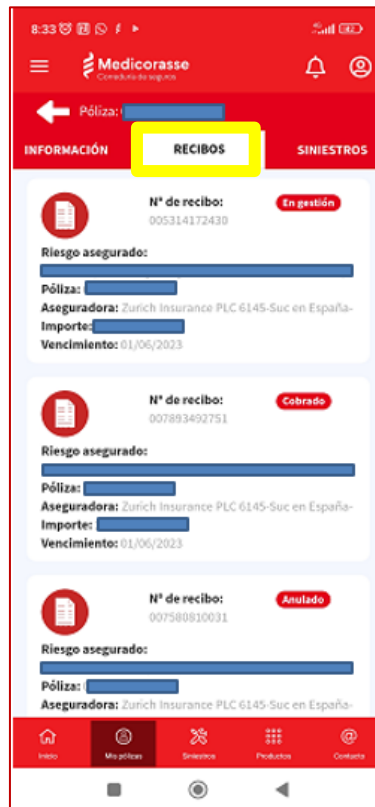 8:33
Medicorasse
Correduría de seguros
Póliza:
INFORMACIÓN
RECIBOS
SINIESTROS
Nº de recibo:
En gestión
005314172430
Riesgo asegurado:
Póliza:
Aseguradora: Zurich Insurance PLC 6145-Suc en España-
Importe:
Vencimiento: 01/06/2023
Nº de recibo:
Cobrado
007893492751
Riesgo asegurado:
Póliza:
Aseguradora: Zurich Insurance PLC 6145-Suc en España-
Importe:
Vencimiento: 01/06/2023
Nº de recibo:
Anulado
007580810031
Riesgo asegurado:
Póliza:
Aseguradora: Zurich Insurance PLC 6145-Suc en España-
Inicio
Mis pólizas
Siniestros
Productos
Contacto